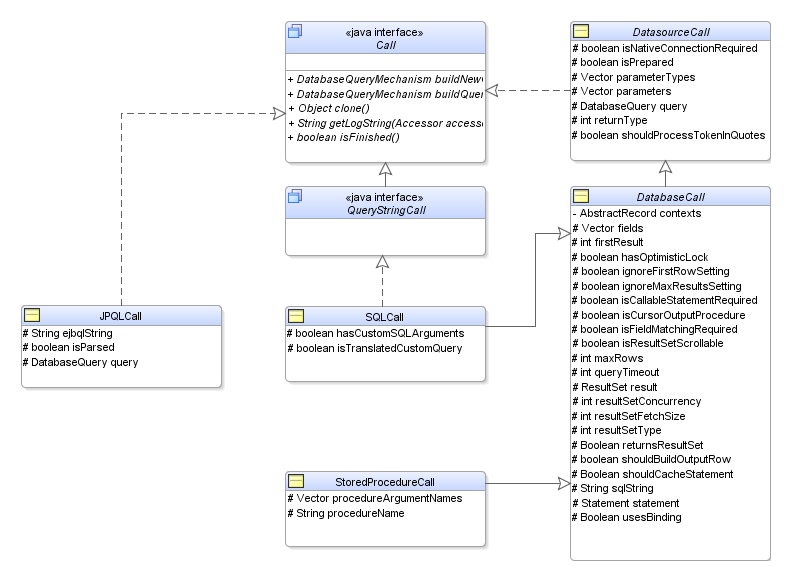 «java interface»
Call
+ DatabaseQueryMechanism buildNew
+ DatabaseQueryMechanism buildQue
+ Object clone()
+ String getLogString(Accessor access
+ boolean isFinished()
DatasourceCall
# boolean isNativeConnectionRequired
# boolean isPrepared
# Vector parameterTypes
# Vector parameters
# DatabaseQuery query
# int returnType
# boolean shouldProcessTokenInQuotes
«java interface»
QueryStringCall
DatabaseCall
- AbstractRecord contexts
# Vector fields
# int firstResult
# boolean hasOptimisticLock
# boolean ignoreFirstRowSetting
# boolean ignoreMaxResultsSetting
# boolean isCallableStatementRequired
# boolean isCursorOutputProcedure
# boolean isFieldMatchingRequired
# boolean isResultSetScrollable
# int maxRows
# int queryTimeout
# ResultSet result
# int resultSetConcurrency
# int resultSetFetchSize
# int resultSetType
# Boolean returnsResultSet
# boolean shouldBuildOutputRow
# Boolean shouldCacheStatement
# String sqlString
# Statement statement
# Boolean usesBinding
JPQLCall
# String ejbqlString
# boolean isParsed
# DatabaseQuery query
SQLCall
# boolean hasCustomSQLArguments
# boolean isTranslatedCustomQuery
StoredProcedureCall
# Vector procedureArgumentNames
# String procedureName